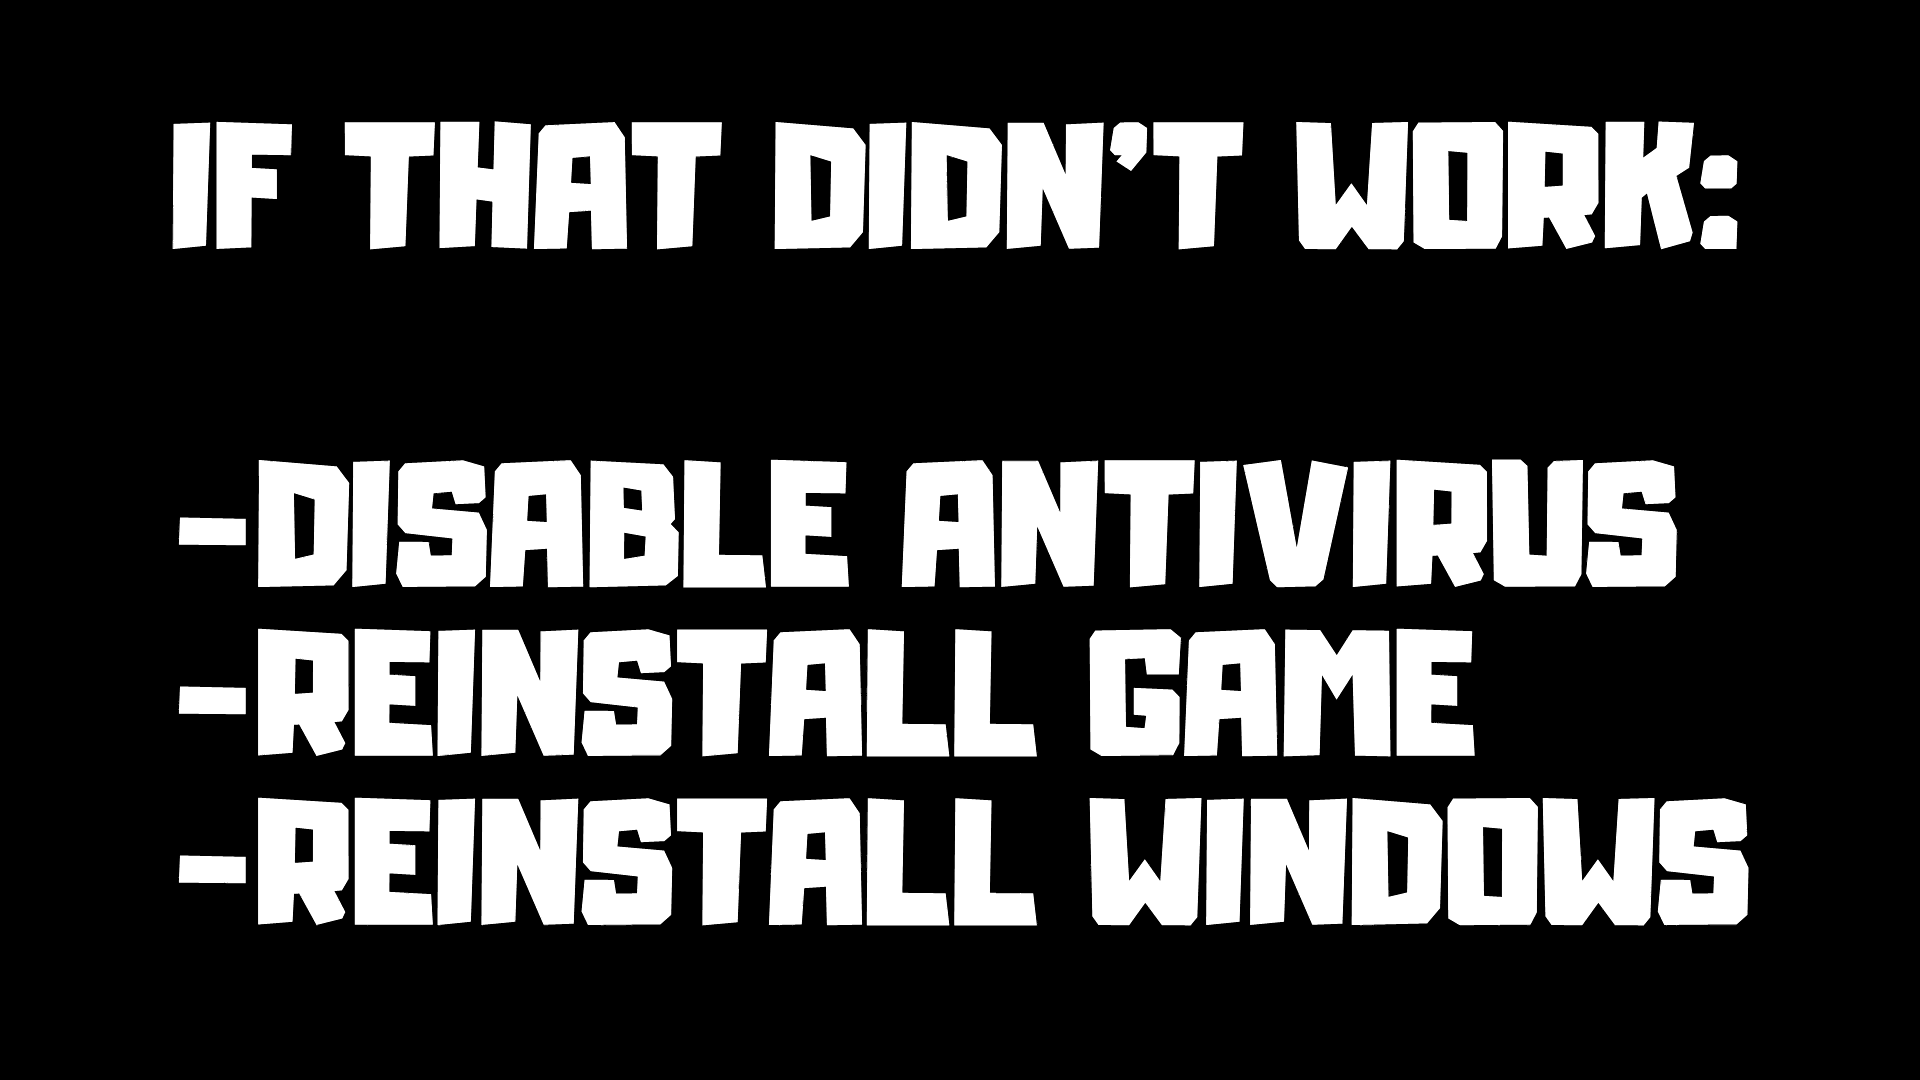 IF THAT DIDN'T WORK:
-DISABLE ANTIVIRUS
-REINSTALL GAME
-REINSTALL WINDOWS